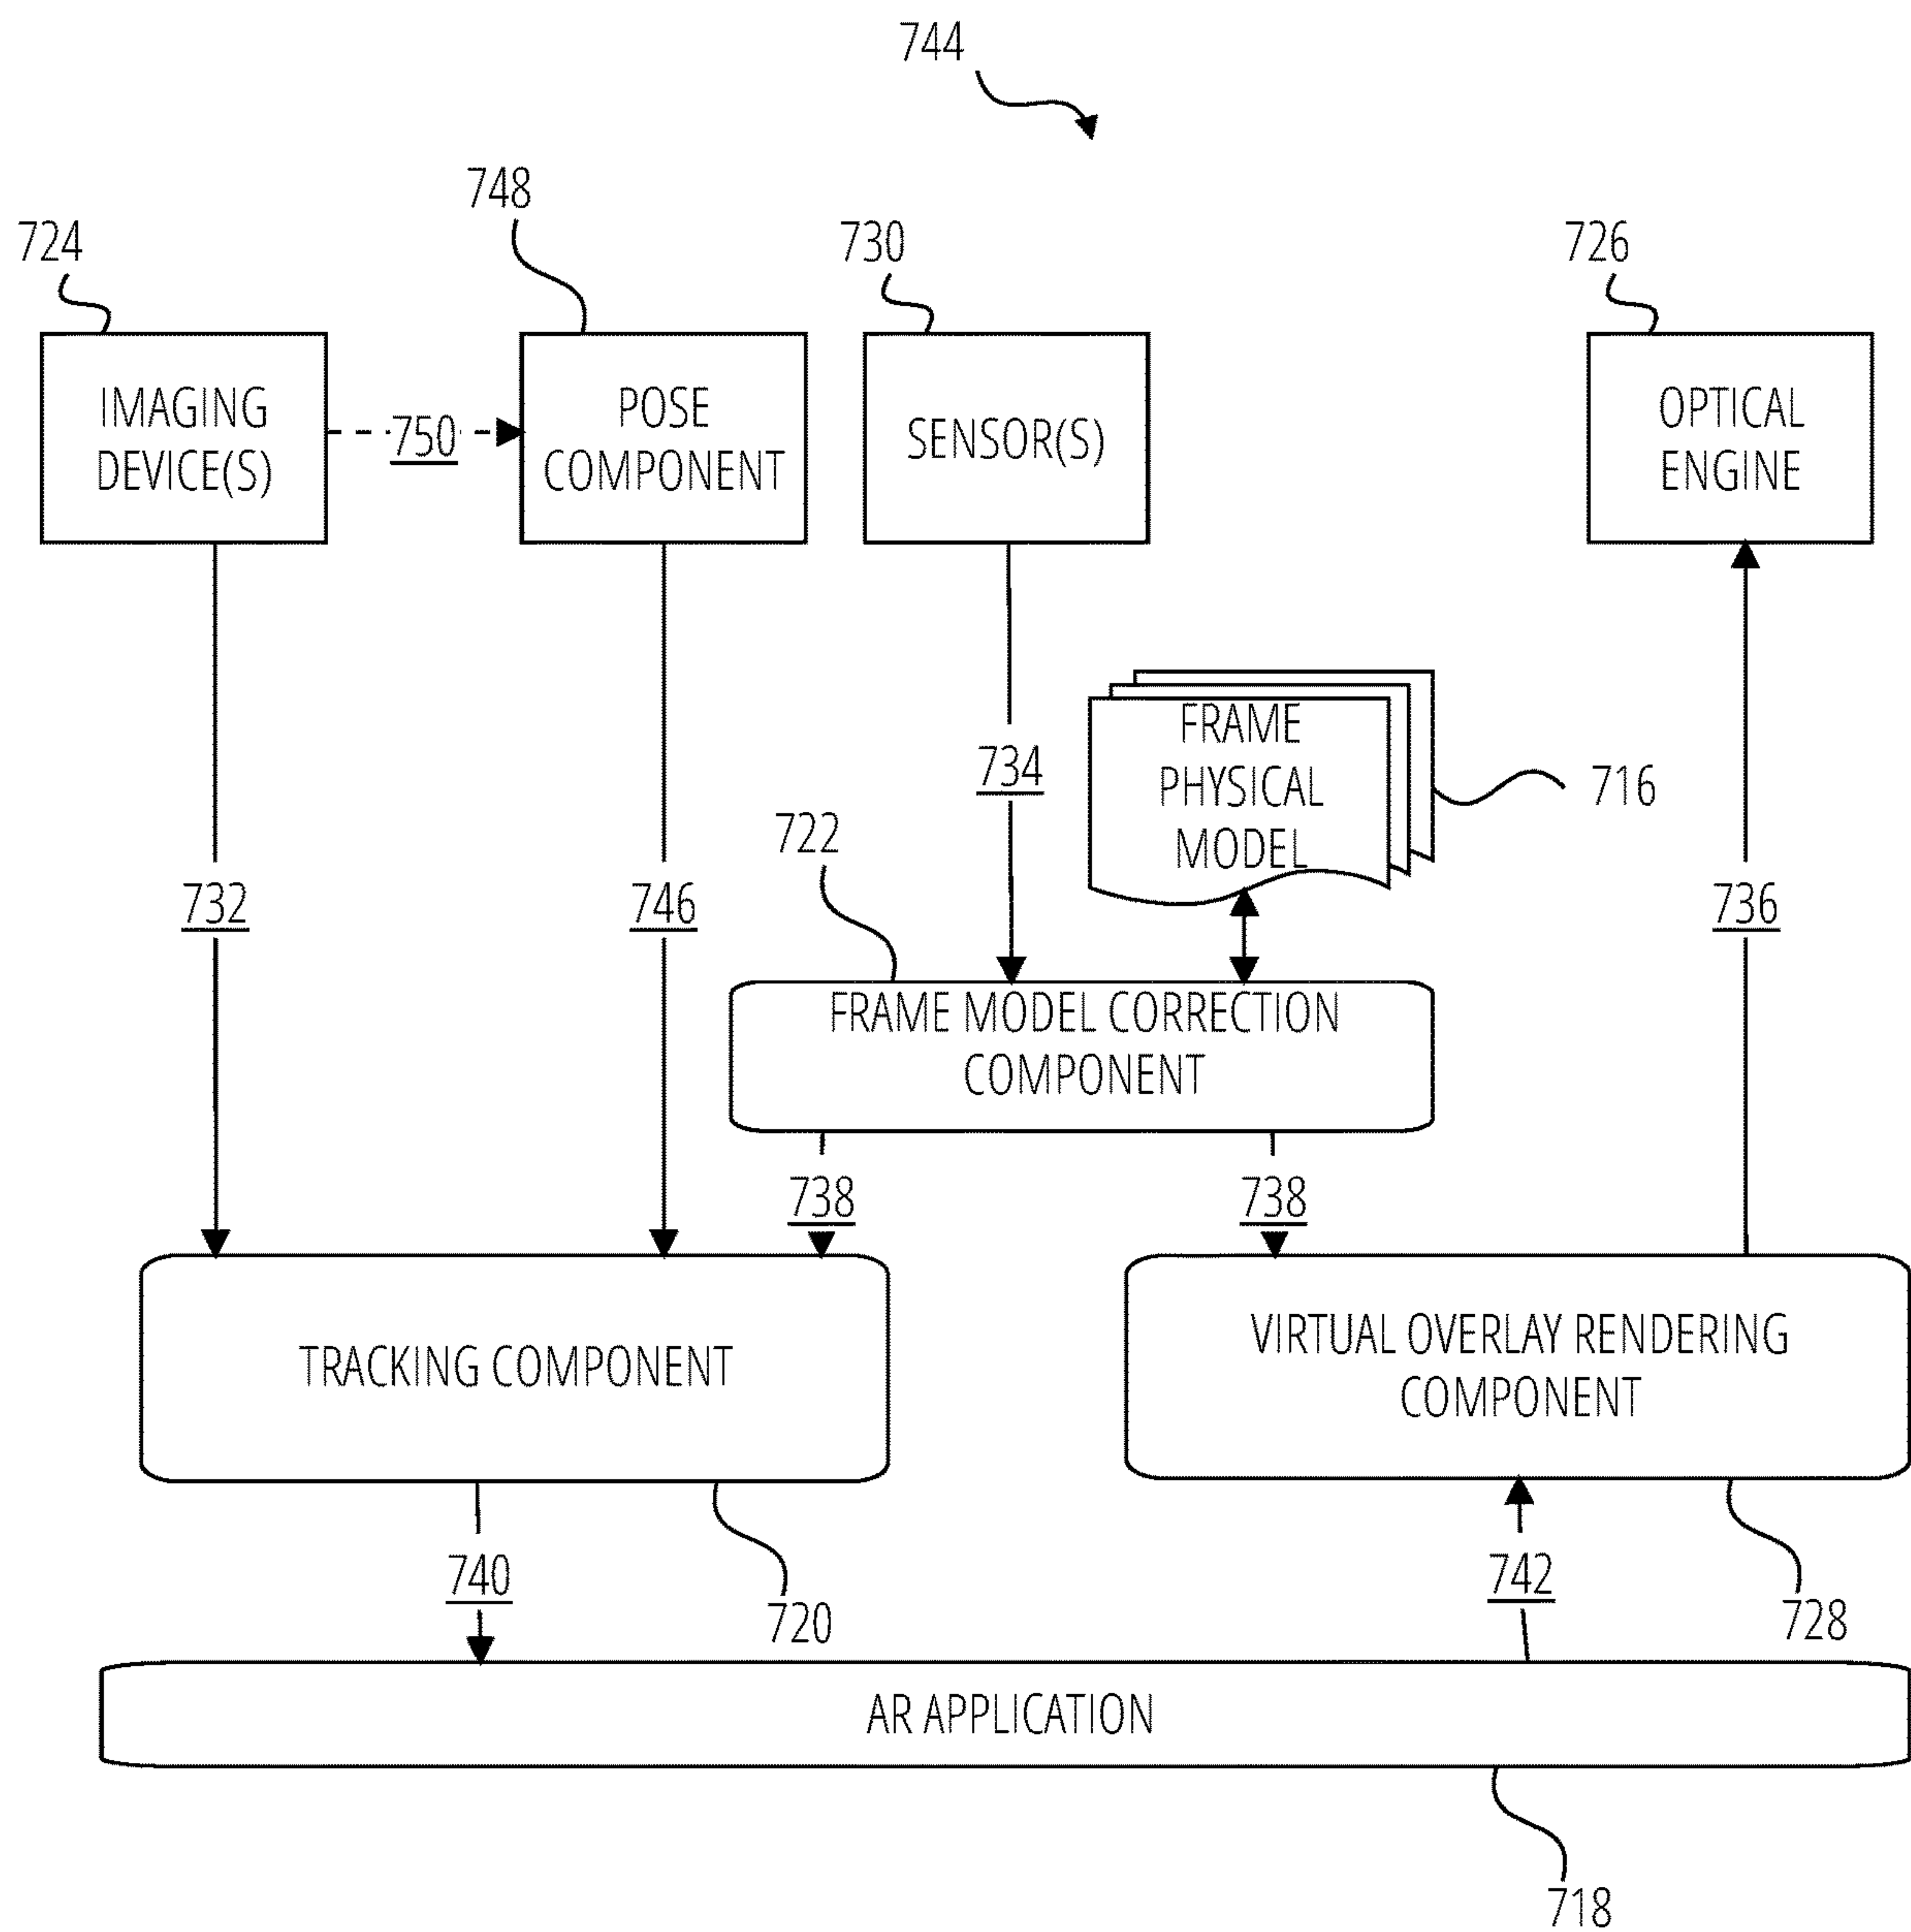 744
748
724
730
726
IMAGING
DEVICE(S)
750
POSE
COMPONENT
SENSOR(S)
OPTICAL
ENGINE
FRAME
PHYSICAL
MODEL
716
734
722
732
746
736
FRAME MODEL CORRECTION
COMPONENT
738
738
TRACKING COMPONENT
VIRTUAL OVERLAY RENDERING
COMPONENT
740
720
742
728
AR APPLICATION
718